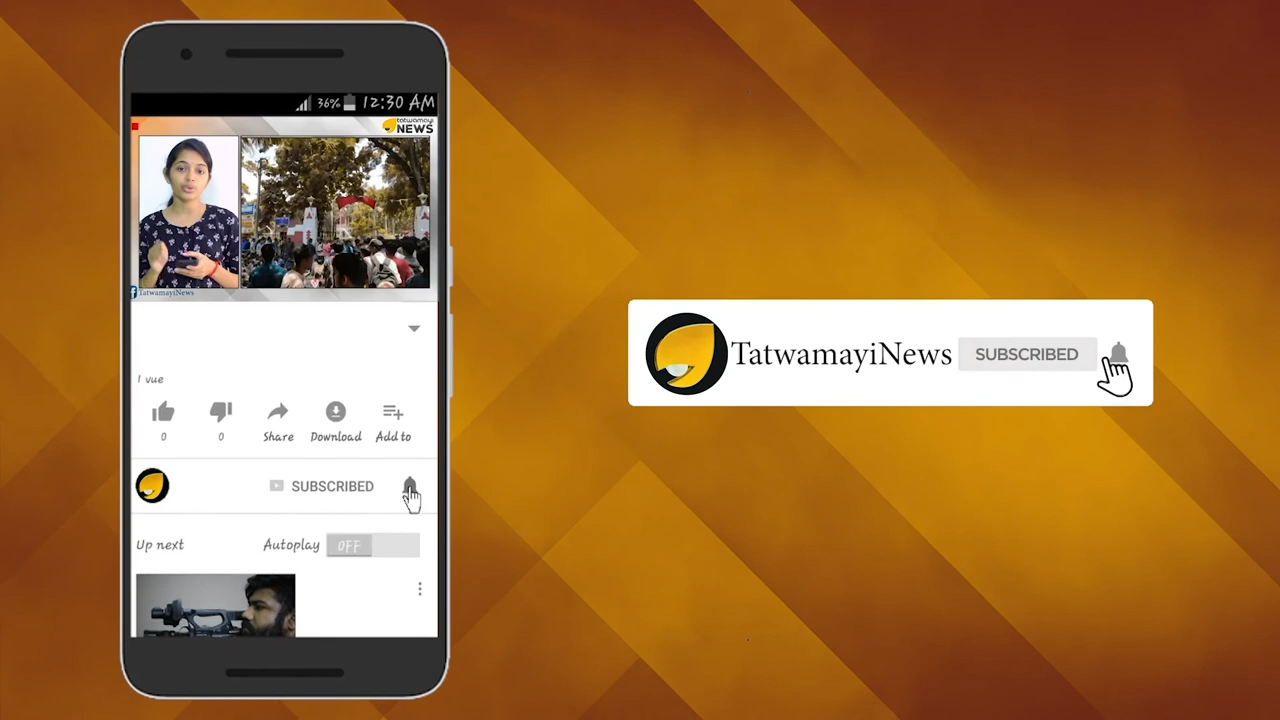 36% 12:30 AM
tatwamayi
NEWS
TatwamayiNews
1 vue
0 0 Share Download Add to
SUBSCRIBED
Up next Autoplay OFF
TatwamayiNews SUBSCRIBED